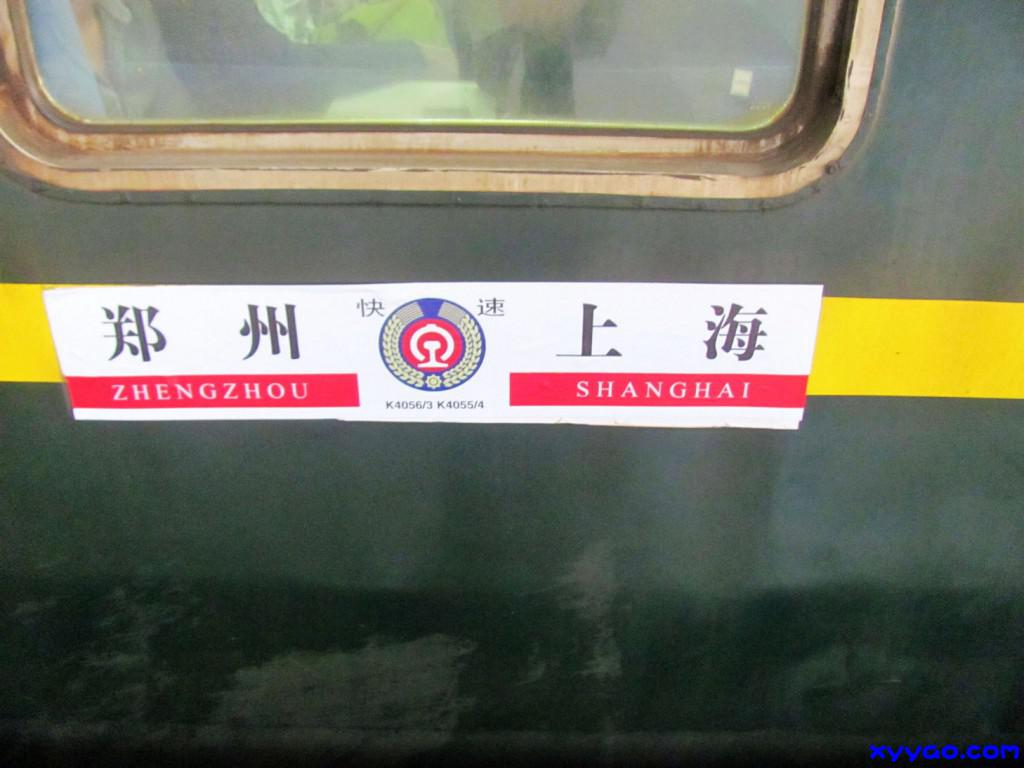 郑州 快速 上海
ZHENGZHOU SHANGHAI
K4056/3 K4055/4
xyyao.com